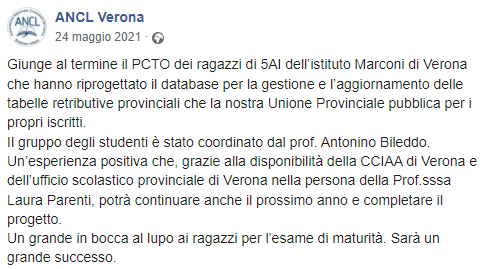 ANCL
ANCL Verona
24 maggio 2021 ·
Giunge al termine il PCTO dei ragazzi di 5AI dell'istituto Marconi di Verona
che hanno riprogettato il database per la gestione e l'aggiornamento delle
tabelle retributive provinciali che la nostra Unione Provinciale pubblica per i
propri iscritti.
Il gruppo degli studenti è stato coordinato dal prof. Antonino Bileddo.
Un'esperienza positiva che, grazie alla disponibilità della CCIAA di Verona e
dell'ufficio scolastico provinciale di Verona nella persona della Prof.sssa
Laura Parenti, potrà continuare anche il prossimo anno e completare il
progetto.
Un grande in bocca al lupo ai ragazzi per l'esame di maturità. Sarà un
grande successo.